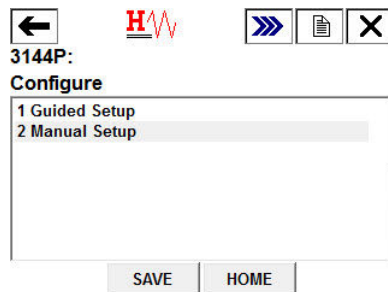 H
3144P:
Configure
1 Guided Setup
2 Manual Setup
SAVE HOME